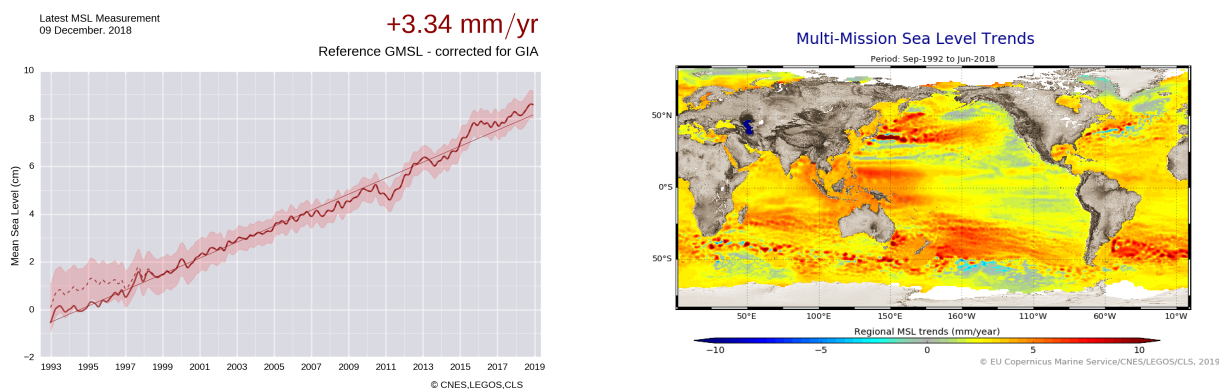 Latest MSL Measurement
09 December. 2018
+3.34 mm/yr
Reference GMSL - corrected for GIA
10
8
6
4
2
0
−2
Mean Sea Level (cm)
1993 1995 1997 1999 2001 2003 2005 2007 2009 2011 2013 2015 2017 2019
© CNES,LEGOS,CLS
Multi-Mission Sea Level Trends
Period: Sep-1992 to Jun-2018
50°N
0°S
50°S
50°E 100°E 150°E 160°W 110°W 60°W 10°W
Regional MSL trends (mm/year)
−10 −5 0 5 10
© EU Copernicus Marine Service/CNES/LEGOS/CLS, 2019